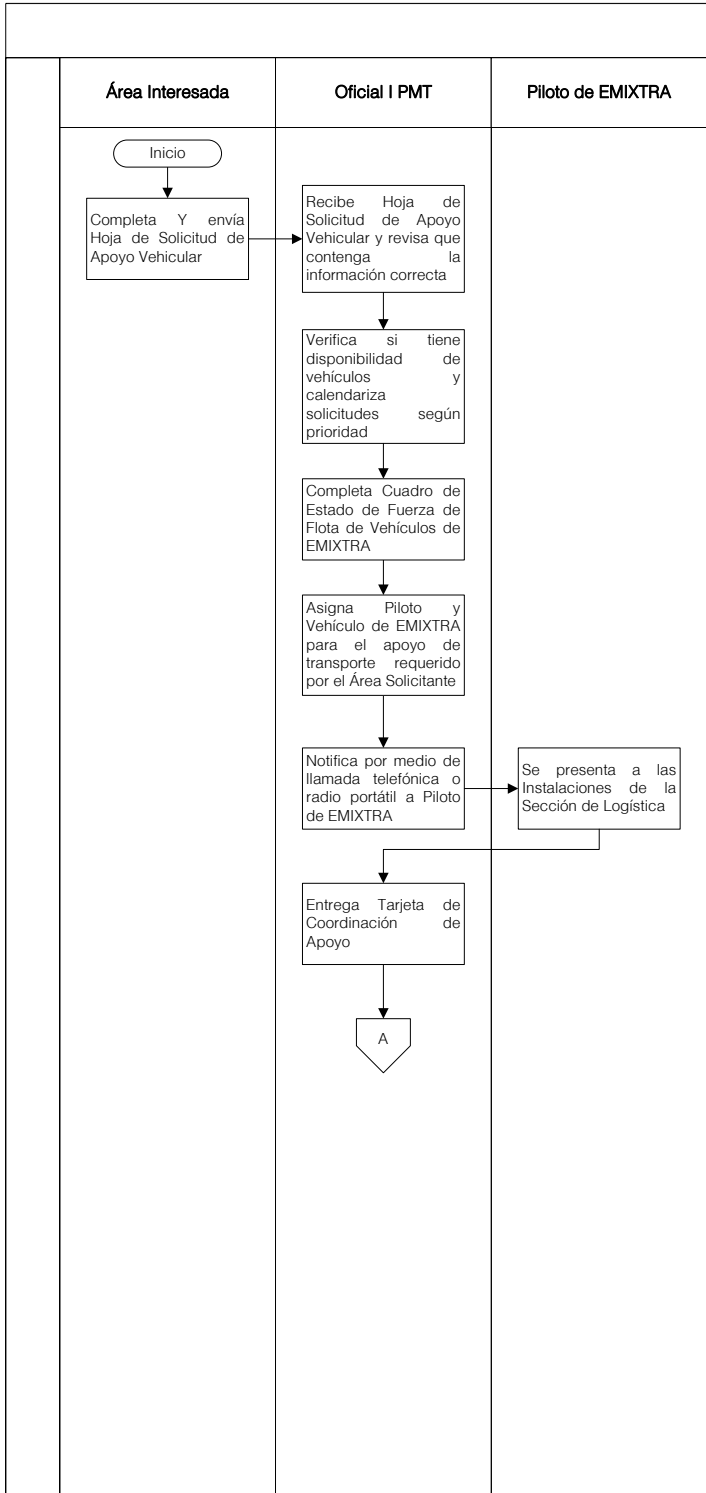 Área Interesada
Oficial I PMT
Piloto de EMIXTRA
Inicio
Completa Y envía
Hoja de Solicitud de
Apoyo Vehicular
Recibe Hoja de
Solicitud de Apoyo
Vehicular y revisa que
contenga la
información correcta
Verifica si tiene
disponibilidad de
vehículos y
calendariza
solicitudes según
prioridad
Completa Cuadro de
Estado de Fuerza de
Flota de Vehículos de
EMIXTRA
Asigna Piloto y
Vehículo de EMIXTRA
para el apoyo de
transporte requerido
por el Área Solicitante
Notifica por medio de
llamada telefónica o
radio portátil a Piloto
de EMIXTRA
Se presenta a las
Instalaciones de la
Sección de Logística
Entrega Tarjeta de
Coordinación de
Apoyo
A